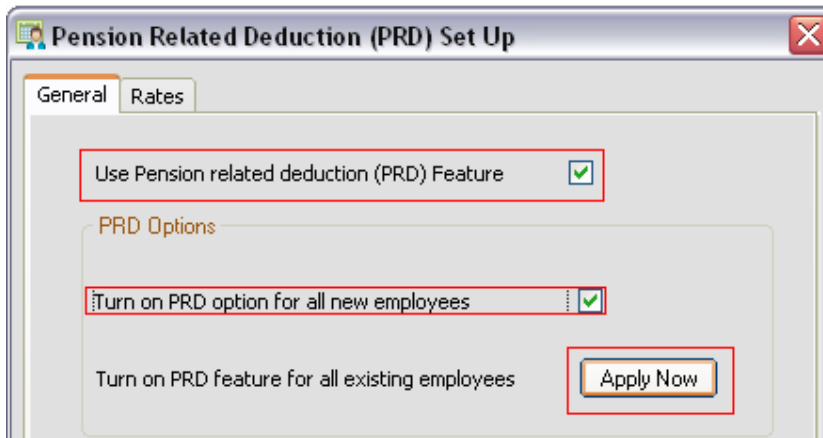 Pension Related Deduction (PRD) Set Up
General Rates
Use Pension related deduction (PRD) Feature
PRD Options
Turn on PRD option for all new employees
Turn on PRD feature for all existing employees Apply Now